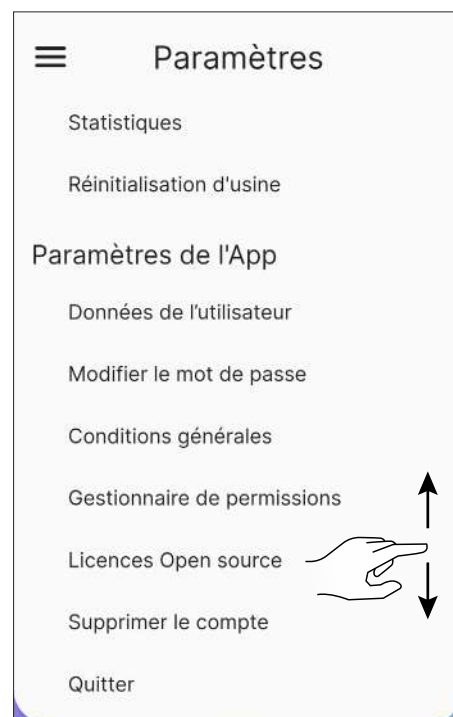 Paramètres
Statistiques
Réinitialisation d'usine
Paramètres de l'App
Données de l’utilisateur
Modifier le mot de passe
Conditions générales
Gestionnaire de permissions
Licences Open source
Supprimer le compte
Quitter